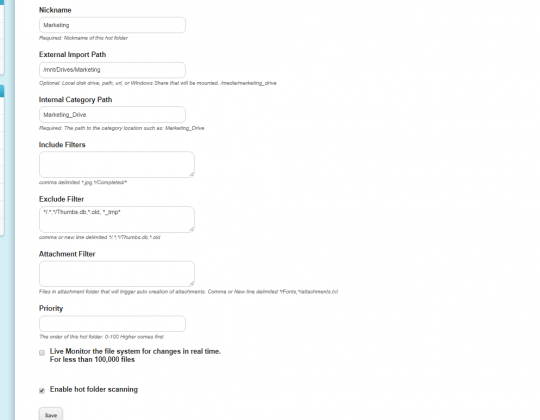 Nickname
Marketing
Required: Nickname of this hot folder
External Import Path
/mnt/Drives/Marketing
Optional: Local disk drive, path, url, or Windows Share that will be mounted. /media/marketing_drive
Internal Category Path
Marketing_Drive
Required: The path to the category location such as: Marketing_Drive
Include Filters
comma delimited *.jpg,*/Completed/*
Exclude Filter
*/.*,*/Thumbs.db,*.old, *_tmp*
comma or new line delimited */.*,*/Thumbs.db,*.old
Attachment Filter
Files in attachment folder that will trigger auto creation of attachments. Comma or New line delimited */Fonts,*/attachments.txt
Priority
The order of this hot folder. 0-100 Higher comes first
Live Monitor the file system for changes in real time.
For less than 100,000 files
Enable hot folder scanning
Save